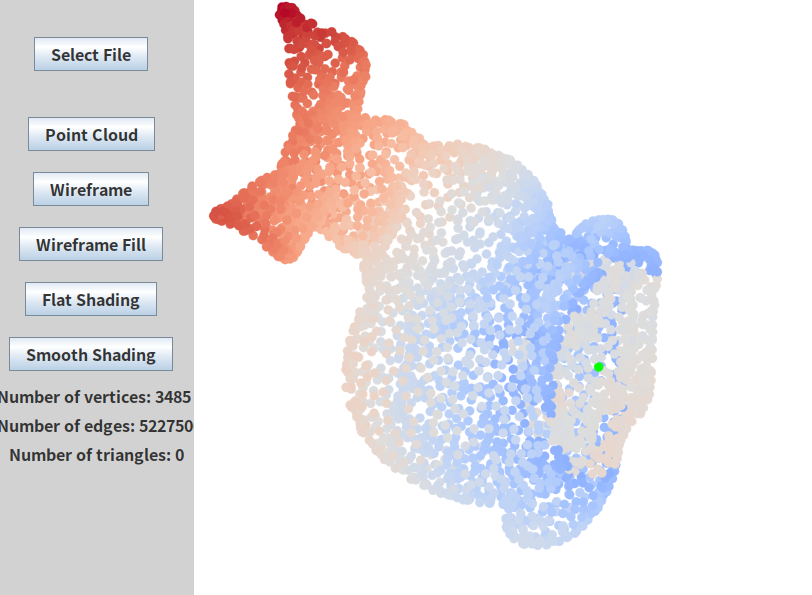 Select File
Point Cloud
Wireframe
Wireframe Fill
Flat Shading
Smooth Shading
Number of vertices: 3485
Number of edges: 522750
Number of triangles: 0